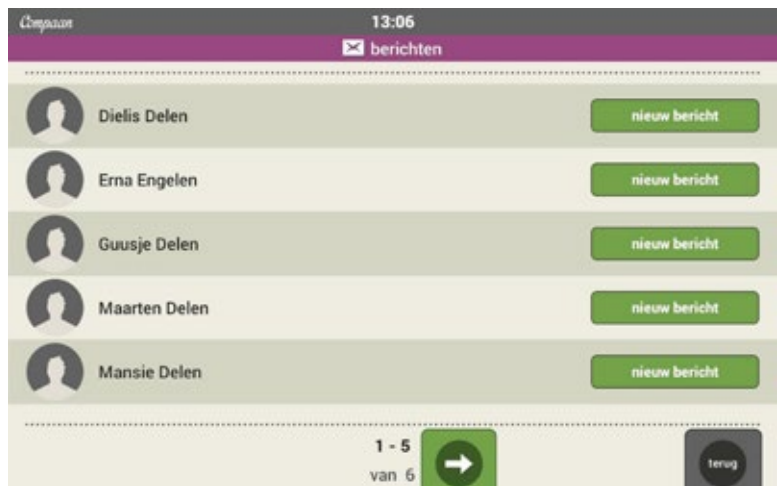 Compaan
13:06
berichten
Dielis Delen nieuw bericht
Erna Engelen nieuw bericht
Guusje Delen nieuw bericht
Maarten Delen nieuw bericht
Mansie Delen nieuw bericht
1 - 5
van 6
terug